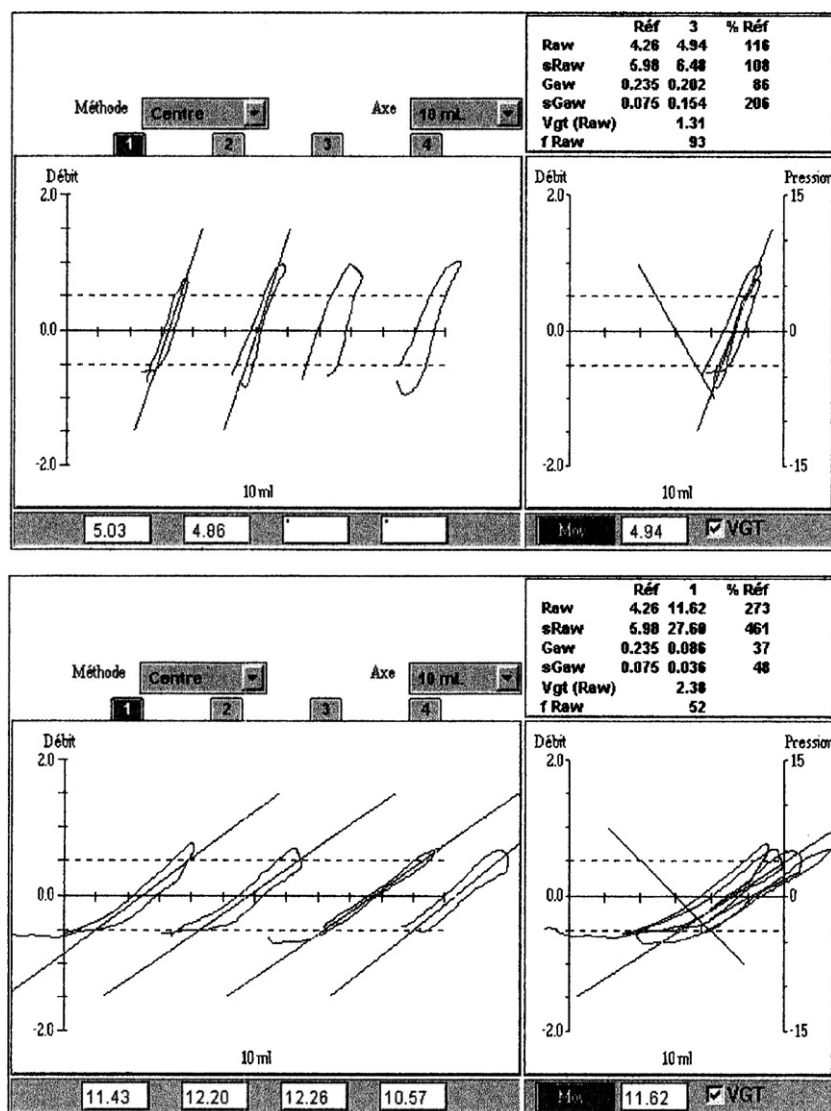 Réf 3 % Réf
Raw 4.26 4.94 116
sRaw 5.98 6.48 108
Gaw 0.235 0.202 86
sGaw 0.075 0.154 206
Vgt (Raw) 1.31
f Raw 93
Méthode Centre Axe 10 mL
1 2 3 4
Débit
2.0
0.0
-2.0
10 ml
Débit Pression
2.0 15
0.0 0
-2.0 -15
10 ml
5.03 4.86
Moy 4.94 VGT
Réf 1 % Réf
Raw 4.26 11.62 273
sRaw 5.98 27.60 461
Gaw 0.235 0.086 37
sGaw 0.075 0.036 48
Vgt (Raw) 2.38
f Raw 52
Méthode Centre Axe 10 mL
1 2 3 4
Débit
2.0
0.0
-2.0
10 ml
Débit Pression
2.0 15
0.0 0
-2.0 -15
10 ml
11.43 12.20 12.26 10.57
Moy 11.62 VGT